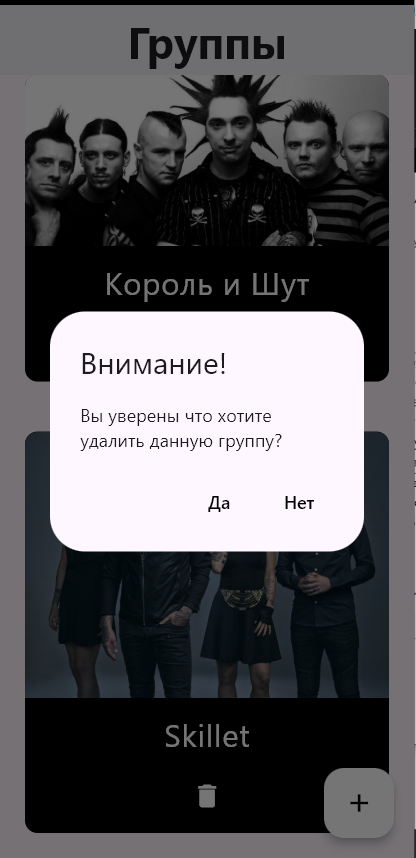 Группы
Король и Шут
Внимание!
Вы уверены что хотите
удалить данную группу?
Да
Нет
Skillet
+